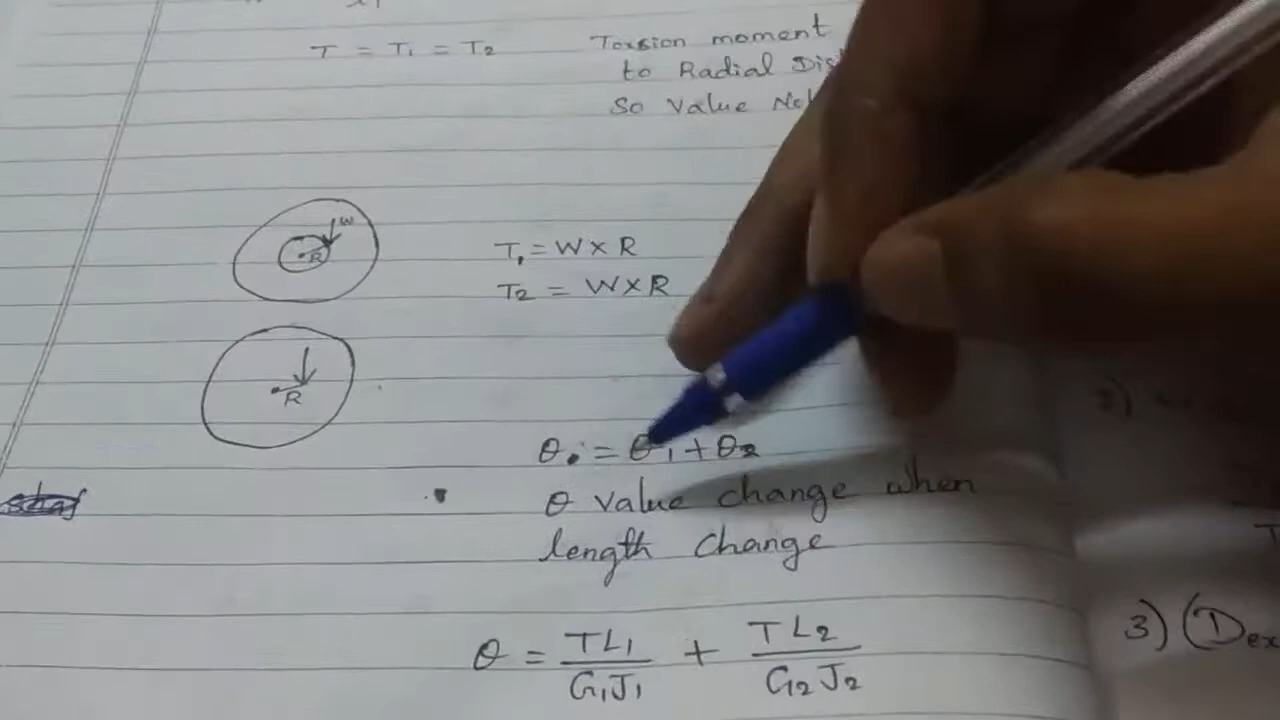 T = T1 = T2
Torsion moment
to Radial
So Value
W
R
T1 = W X R
T2 = W X R
R
θ. = θ1 + θ2
θ value change when
length change
θ = TL1/G1J1 + TL2/G2J2
3) (Dex